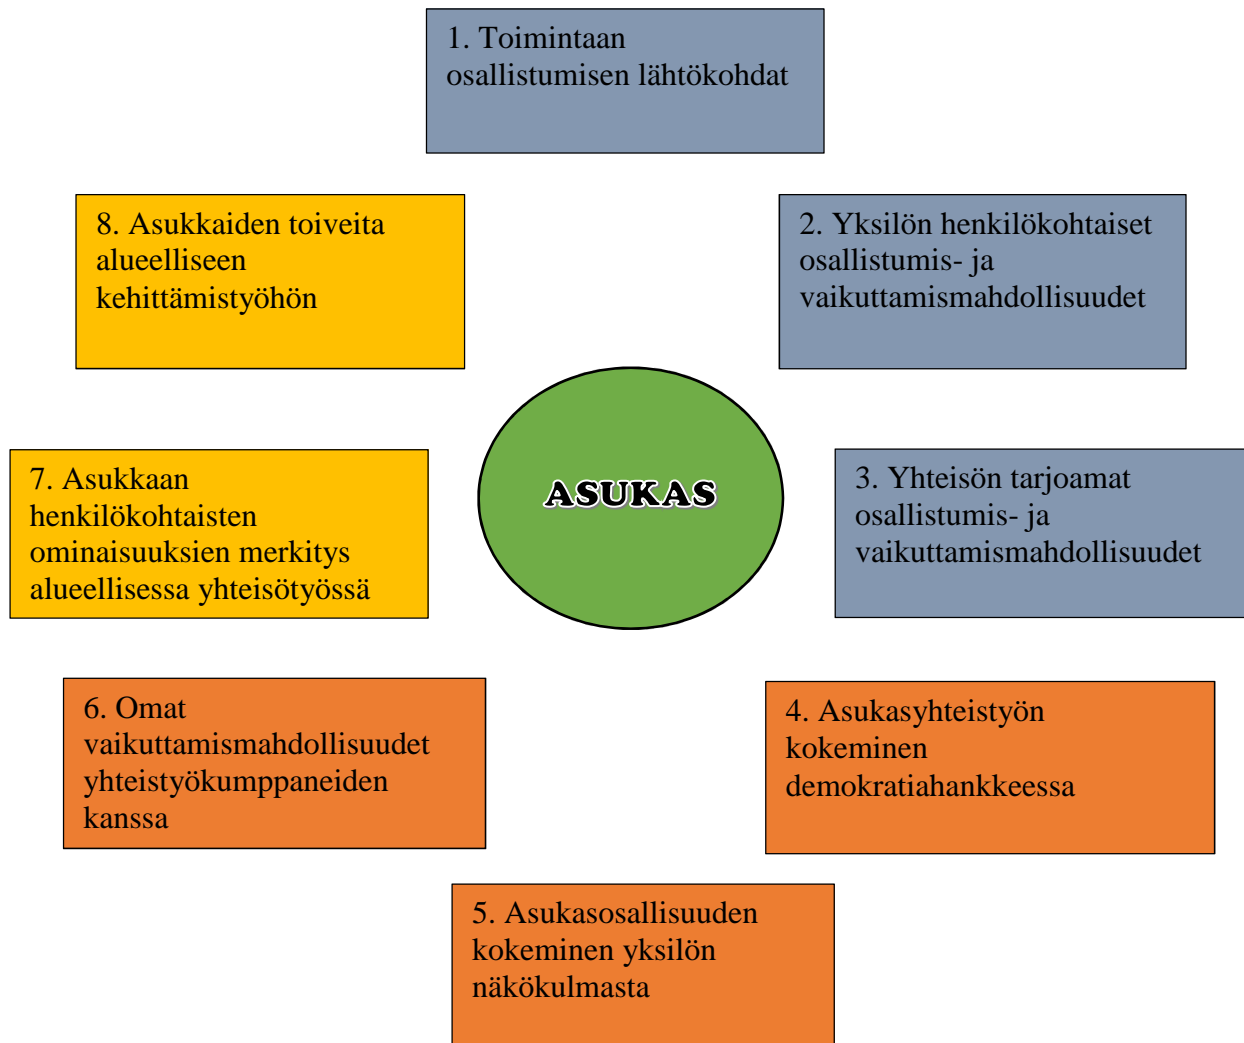 1. Toimintaan
osallistumisen lähtökohdat
8. Asukkaiden toiveita
alueelliseen
kehittämistyöhön
2. Yksilön henkilökohtaiset
osallistumis- ja
vaikuttamismahdollisuudet
ASUKAS
7. Asukkaan
henkilökohtaisten
ominaisuuksien merkitys
alueellisessa yhteisötyössä
3. Yhteisön tarjoamat
osallistumis- ja
vaikuttamismahdollisuudet
6. Omat
vaikuttamismahdollisuudet
yhteistyökumppaneiden
kanssa
4. Asukasyhteistyön
kokeminen
demokratiahankkeessa
5. Asukasosallisuuden
kokeminen yksilön
näkökulmasta